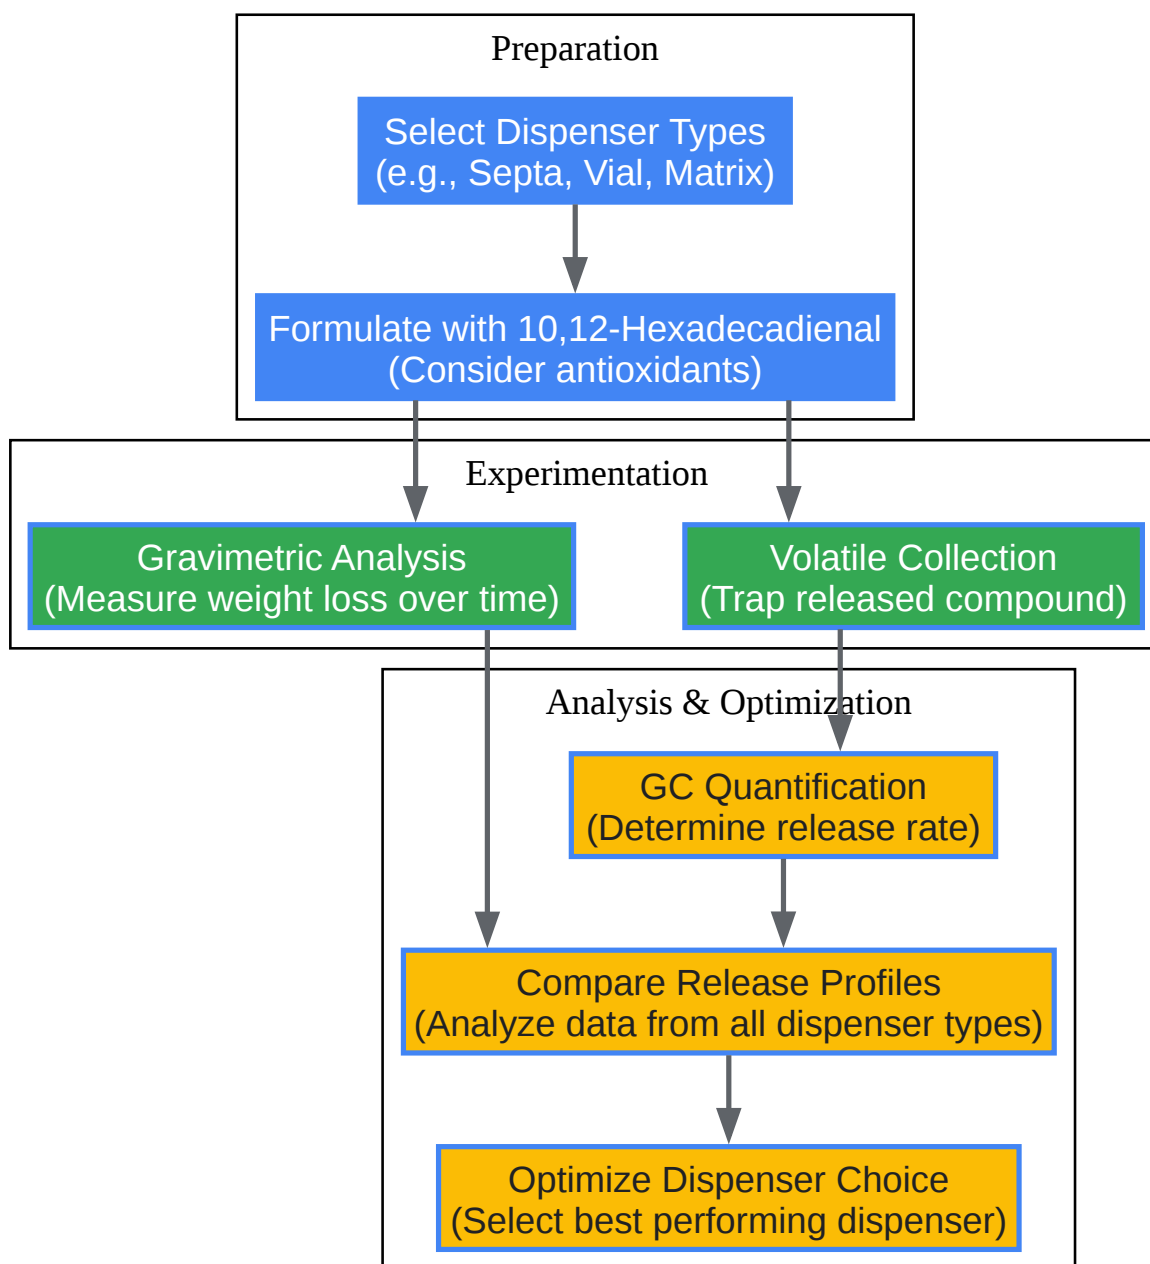 Preparation
Select Dispenser Types
(e.g., Septa, Vial, Matrix)
Formulate with 10,12-Hexadecadienal
(Consider antioxidants)
Experimentation
Gravimetric Analysis
(Measure weight loss over time)
Volatile Collection
(Trap released compound)
Analysis & Optimization
GC Quantification
(Determine release rate)
Compare Release Profiles
(Analyze data from all dispenser types)
Optimize Dispenser Choice
(Select best performing dispenser)